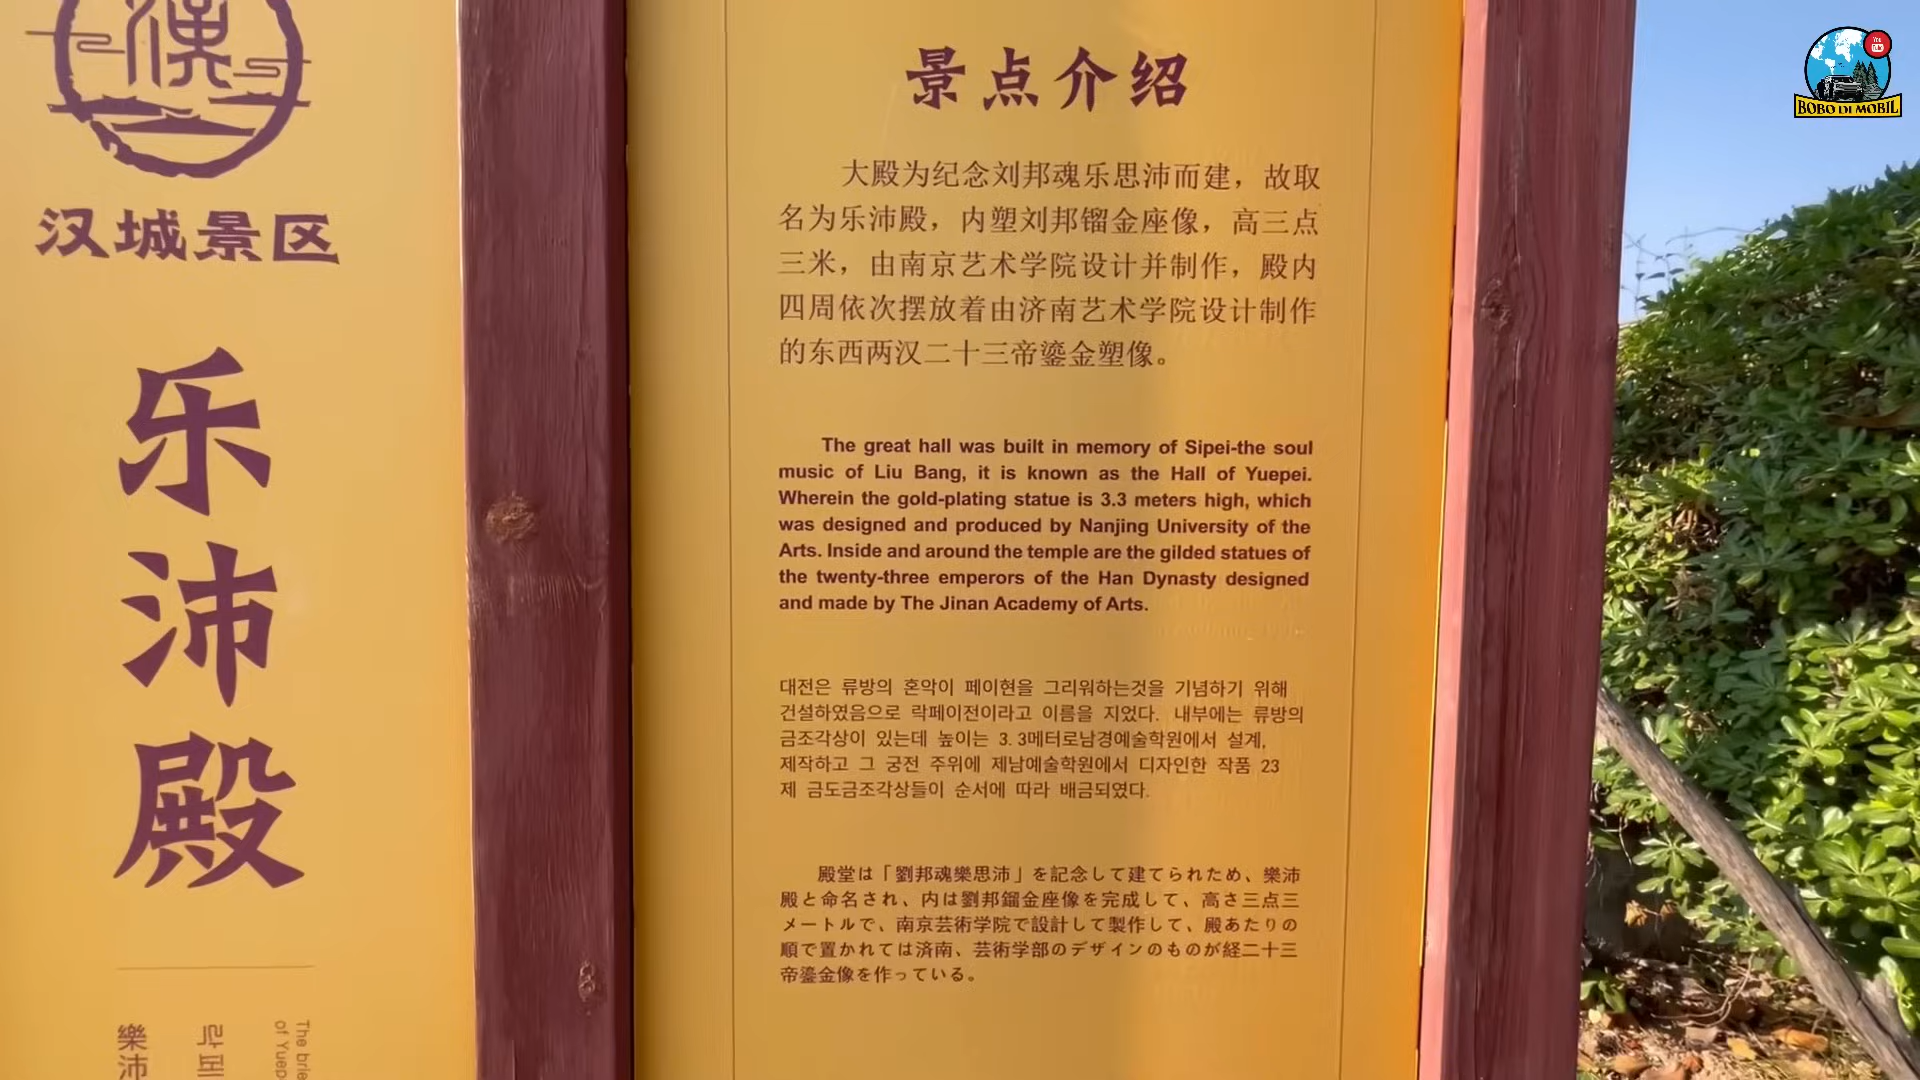 漢
汉城景区
乐沛殿
樂沛
락페
The brie
of Yuep
景点介绍
大殿为纪念刘邦魂乐思沛而建，故取
名为乐沛殿，内塑刘邦镏金座像，高三点
三米，由南京艺术学院设计并制作，殿内
四周依次摆放着由济南艺术学院设计制作
的东西两汉二十三帝鎏金塑像。
The great hall was built in memory of Sipei-the soul
music of Liu Bang, it is known as the Hall of Yuepei.
Wherein the gold-plating statue is 3.3 meters high, which
was designed and produced by Nanjing University of the
Arts. Inside and around the temple are the gilded statues of
the twenty-three emperors of the Han Dynasty designed
and made by The Jinan Academy of Arts.
대전은 류방의 혼악이 페이현을 그리워하는것을 기념하기 위해
건설하였음으로 락페이전이라고 이름을 지었다. 내부에는 류방의
금조각상이 있는데 높이는 3.3메터로남경예술학원에서 설계,
제작하고 그 궁전 주위에 제남예술학원에서 디자인한 작품 23
제 금도금조각상들이 순서에 따라 배금되였다.
殿堂は「劉邦魂樂思沛」を記念して建てられため、樂沛
殿と命名され、内は劉邦鎦金座像を完成して、高さ三点三
メートルで、南京芸術学院で設計して製作して、殿あたりの
順で置かれては済南、芸術学部のデザインのものが経二十三
帝鎏金像を作っている。
You
BOBO DI MOBIL